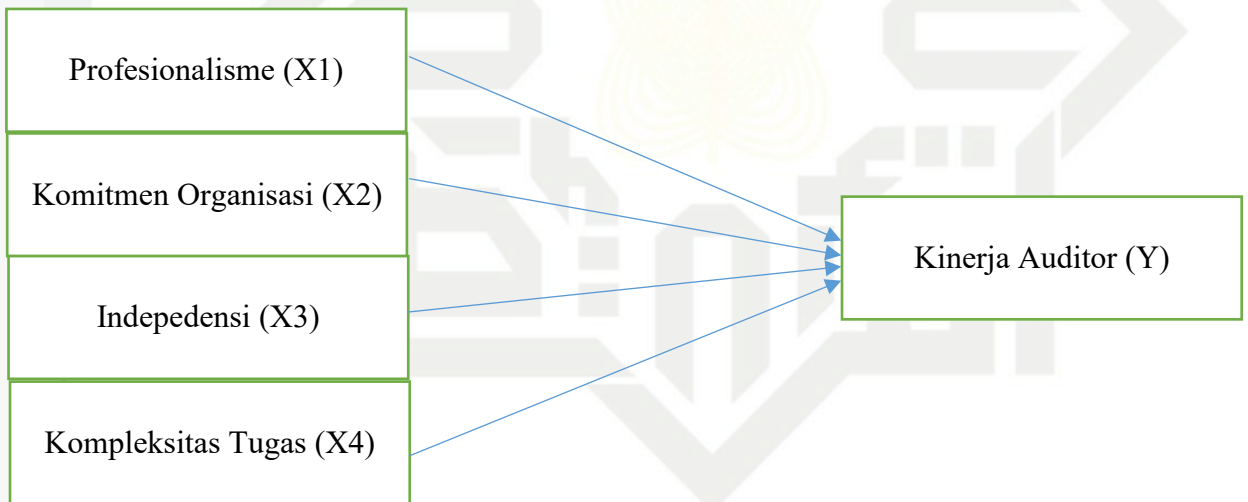 Profesionalisme (X1)
Komitmen Organisasi (X2)
Indepedensi (X3)
Kompleksitas Tugas (X4)
Kinerja Auditor (Y)